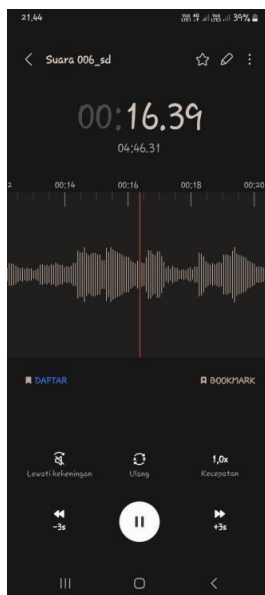 21.44 39%
Suara 006_sd
00:16.39
04:46.31
2 00:14 00:16 00:18 00:20
DAFTAR BOOKMARK
Lewati keheningan Ulang 1,0x Kecepatan
-3s +3s